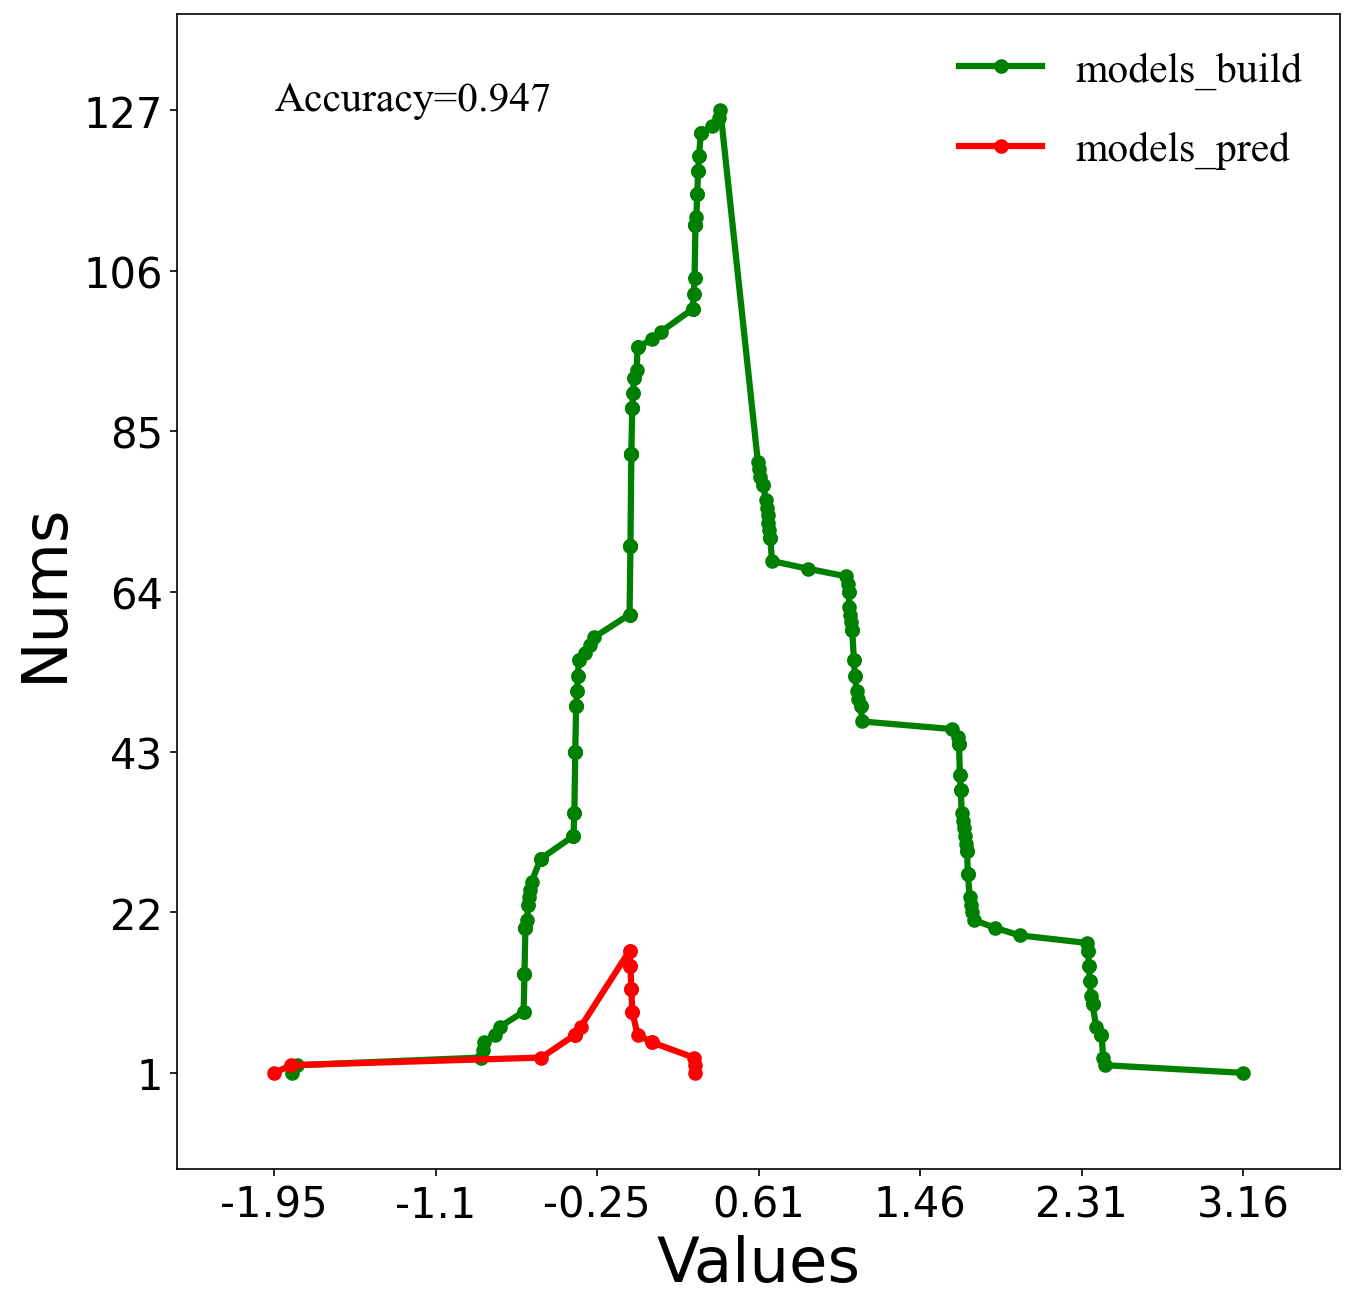 Accuracy=0.947
models_build
models_pred
127
106
85
64
43
22
1
Nums
-1.95 -1.1 -0.25 0.61 1.46 2.31 3.16
Values